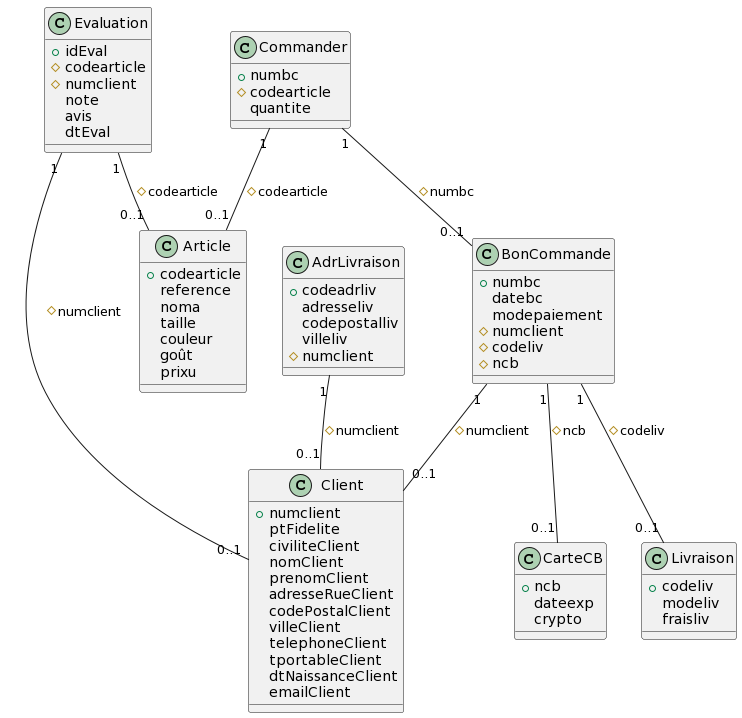 C Evaluation
idEval
codearticle
numclient
note
avis
dtEval
C Commander
numbc
codearticle
quantite
1
1
1
1
codearticle
codearticle
numbc
0..1
0..1
0..1
numclient
C Article
codearticle
reference
noma
taille
couleur
goût
prixu
C AdrLivraison
codeadrliv
adresseliv
codepostalliv
villeliv
numclient
C BonCommande
numbc
datebc
modepaiement
numclient
codeliv
ncb
1
1
1
1
numclient
numclient
ncb
codeliv
0..1
0..1
0..1
0..1
0..1
C Client
numclient
ptFidelite
civiliteClient
nomClient
prenomClient
adresseRueClient
codePostalClient
villeClient
telephoneClient
tportableClient
dtNaissanceClient
emailClient
C CarteCB
ncb
dateexp
crypto
C Livraison
codeliv
modeliv
fraisliv